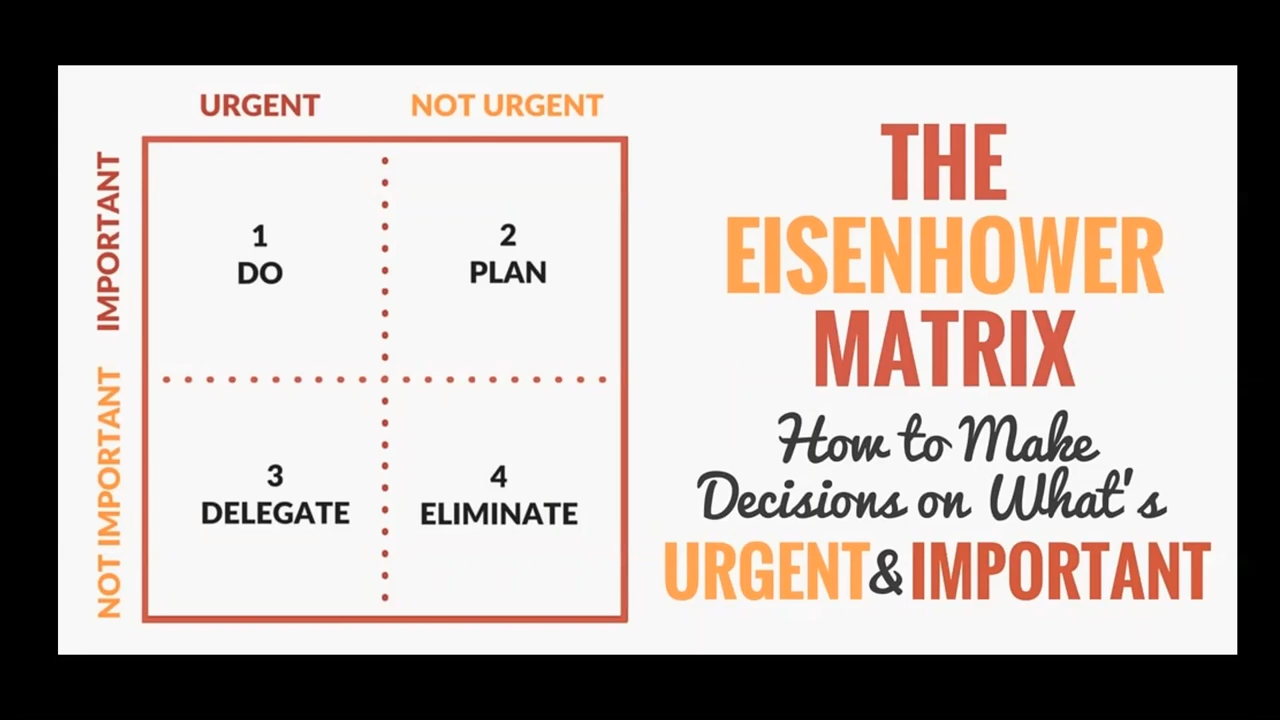 URGENT NOT URGENT
IMPORTANT
NOT IMPORTANT
1
DO
2
PLAN
3
DELEGATE
4
ELIMINATE
THE
EISENHOWER
MATRIX
How to Make
Decisions on What's
URGENT & IMPORTANT